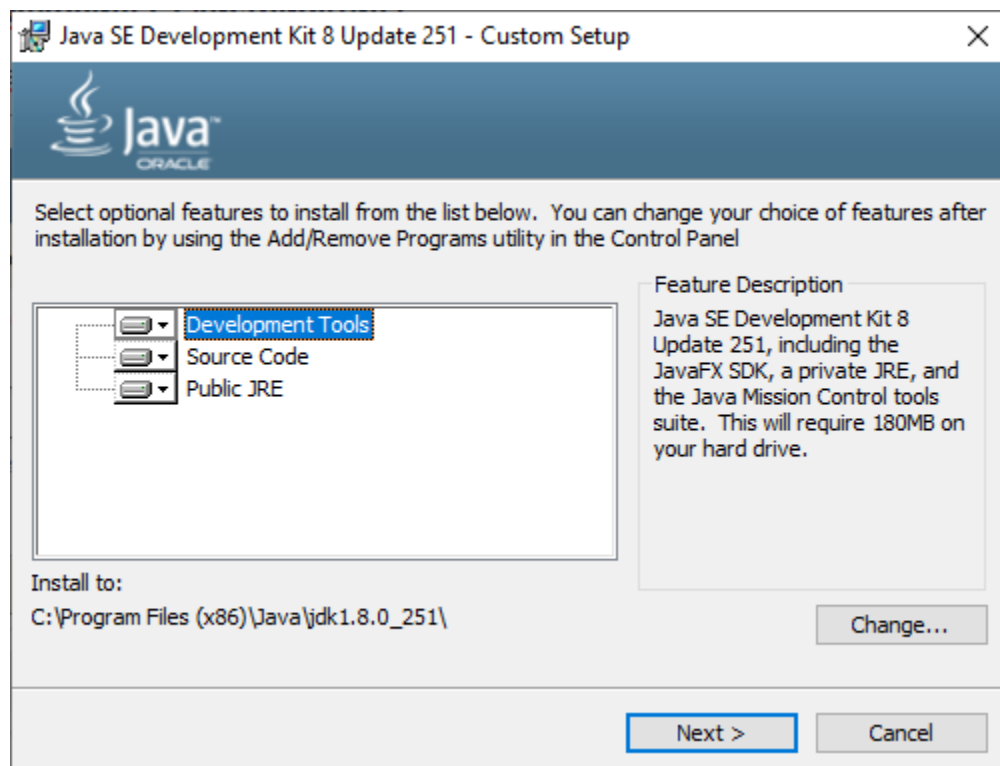 Java SE Development Kit 8 Update 251 - Custom Setup
Java™
ORACLE
Select optional features to install from the list below.  You can change your choice of features after
installation by using the Add/Remove Programs utility in the Control Panel
Development Tools
Source Code
Public JRE
Feature Description
Java SE Development Kit 8
Update 251, including the
JavaFX SDK, a private JRE, and
the Java Mission Control tools
suite.  This will require 180MB on
your hard drive.
Install to:
C:\Program Files (x86)\Java\jdk1.8.0_251\
Change...
Next >
Cancel